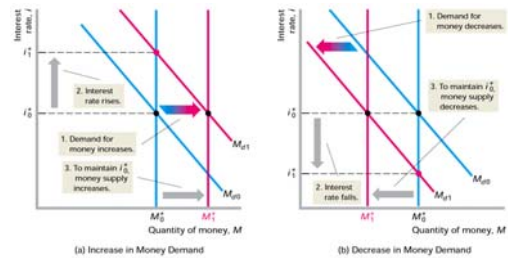 Interest
rate, i
i*1
2. Interest
rate rises.
i*0
1. Demand for
money increases.
3. To maintain i*0,
money supply
increases.
Md1
Md0
M*0
M*1
Quantity of money, M
(a) Increase in Money Demand
Interest
rate, i
1. Demand for
money decreases.
3. To maintain i*0,
money supply
decreases.
i*0
i*1
2. Interest
rate falls.
Md0
Md1
M*1
M*0
Quantity of money, M
(b) Decrease in Money Demand